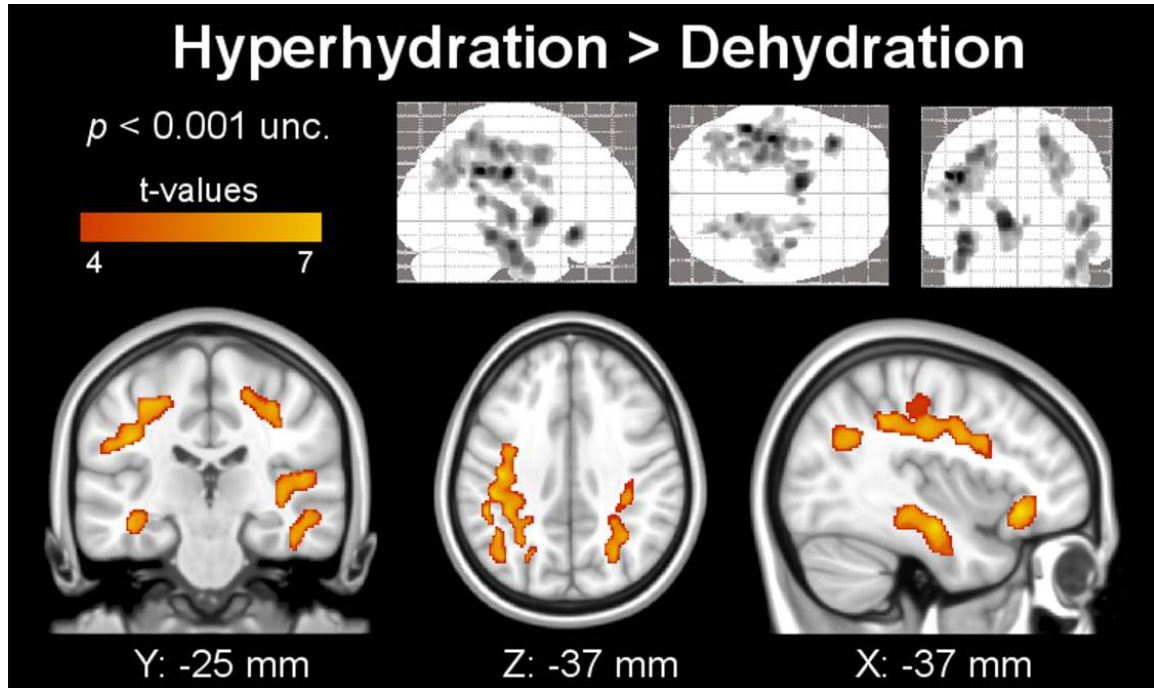 Hyperhydration > Dehydration
p < 0.001 unc.
t-values
4 7
Y: -25 mm
Z: -37 mm
X: -37 mm